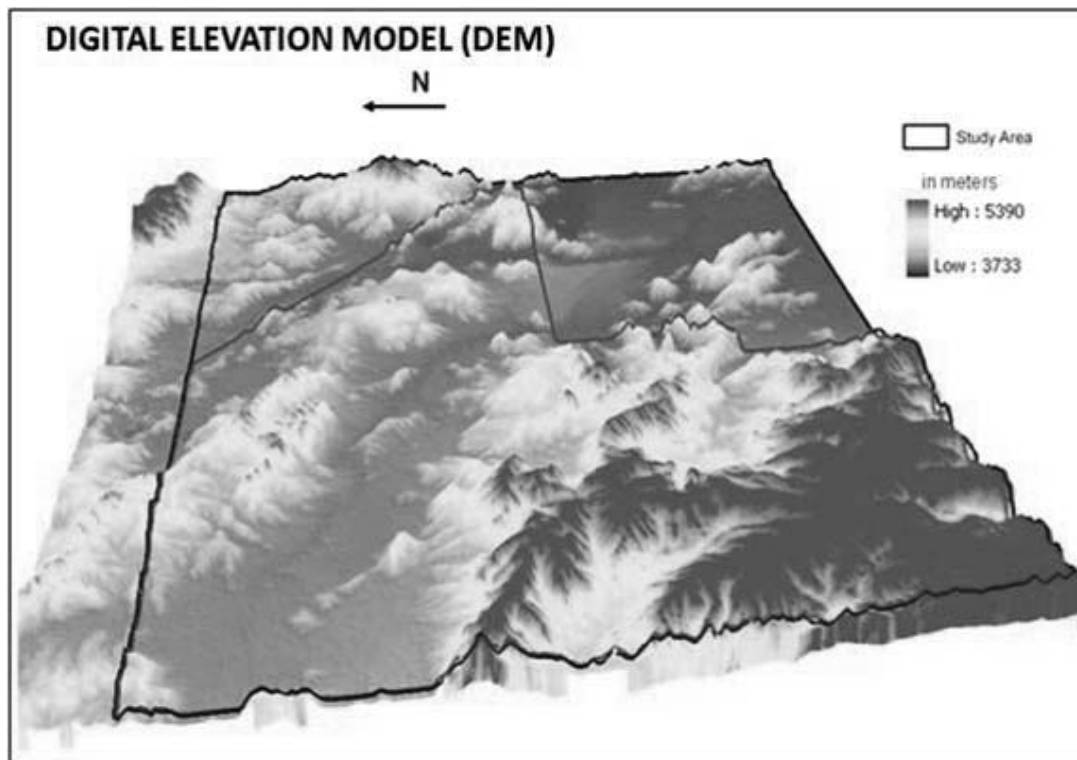 DIGITAL ELEVATION MODEL (DEM)
N
Study Area
in meters
High : 5390
Low : 3733